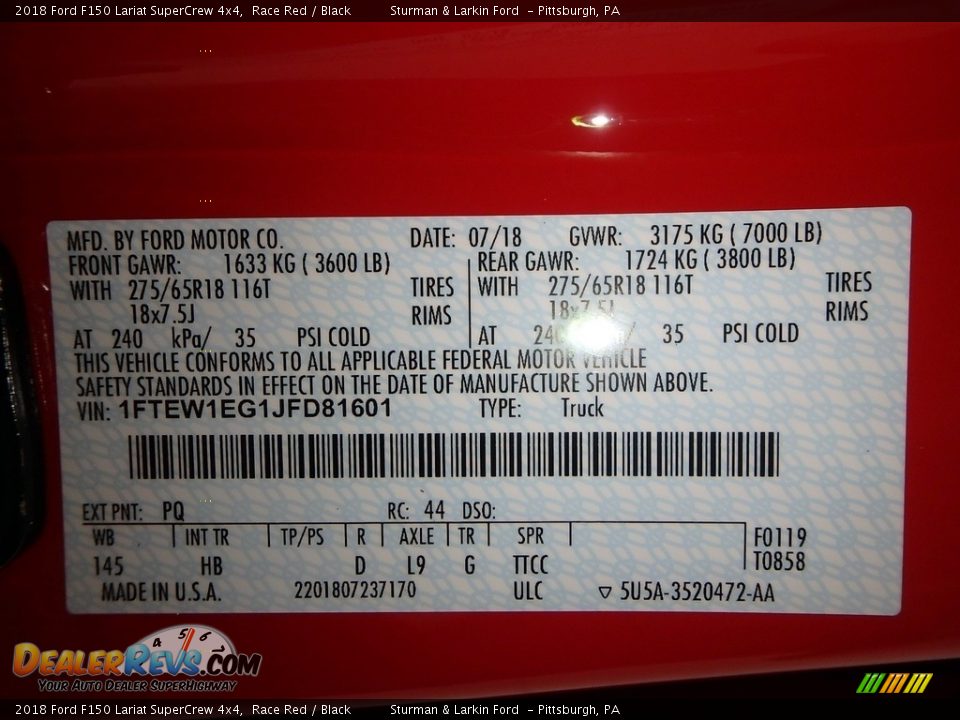 2018 Ford F150 Lariat SuperCrew 4x4, Race Red / Black Sturman & Larkin Ford - Pittsburgh, PA
MFD. BY FORD MOTOR CO. DATE: 07/18 GVWR: 3175 KG ( 7000 LB)
FRONT GAWR: 1633 KG ( 3600 LB) REAR GAWR: 1724 KG ( 3800 LB)
WITH 275/65R18 116T TIRES WITH 275/65R18 116T TIRES
18x7.5J RIMS 18x7.5J RIMS
AT 240 kPa/ 35 PSI COLD AT 35 PSI COLD
THIS VEHICLE CONFORMS TO ALL APPLICABLE FEDERAL MOTOR VEHICLE
SAFETY STANDARDS IN EFFECT ON THE DATE OF MANUFACTURE SHOWN ABOVE.
VIN: 1FTEW1EG1JFD81601 TYPE: Truck
EXT PNT: PQ RC: 44 DSO:
WB INT TR TP/PS R AXLE TR SPR F0119
145 HB D L9 G TTCC T0858
MADE IN U.S.A. 2201807237170 ULC ▽ 5U5A-3520472-AA
4 5 6
DEALERREVS.COM
YOUR AUTO DEALER SUPERHIGHWAY
2018 Ford F150 Lariat SuperCrew 4x4, Race Red / Black Sturman & Larkin Ford - Pittsburgh, PA